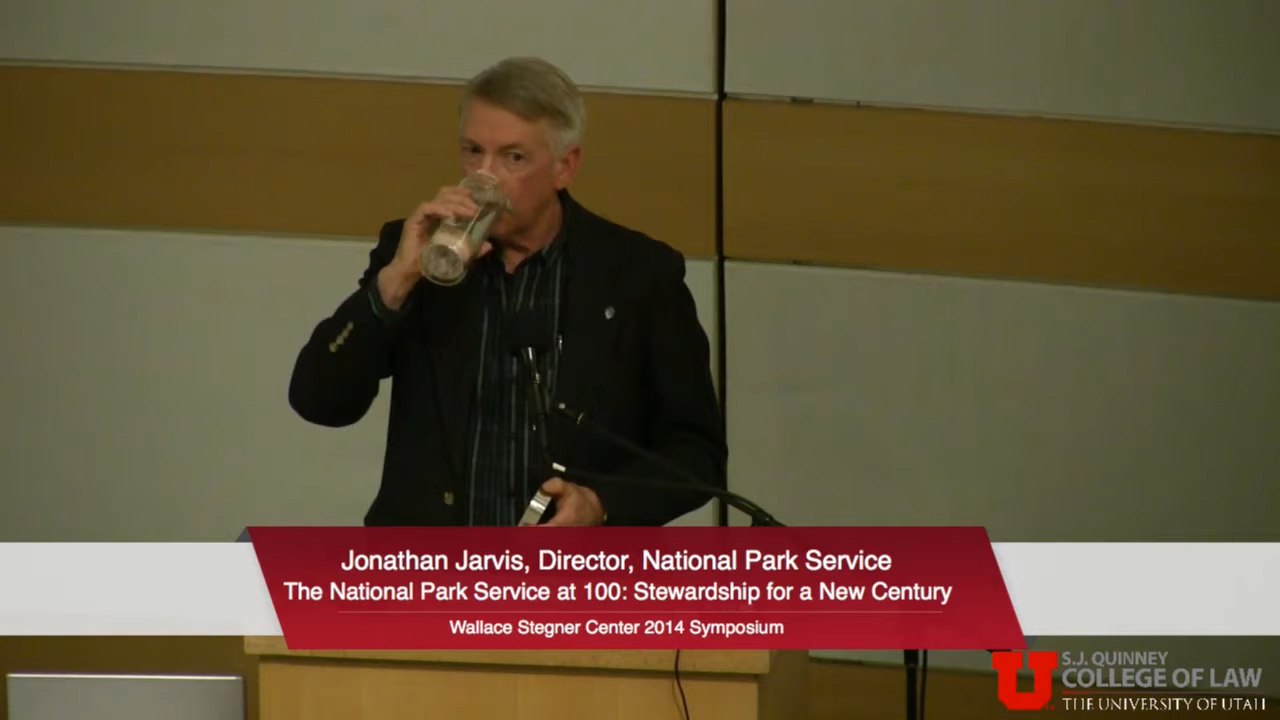 Jonathan Jarvis, Director, National Park Service
The National Park Service at 100: Stewardship for a New Century
Wallace Stegner Center 2014 Symposium
U
S.J. QUINNEY
COLLEGE OF LAW
THE UNIVERSITY OF UTAH